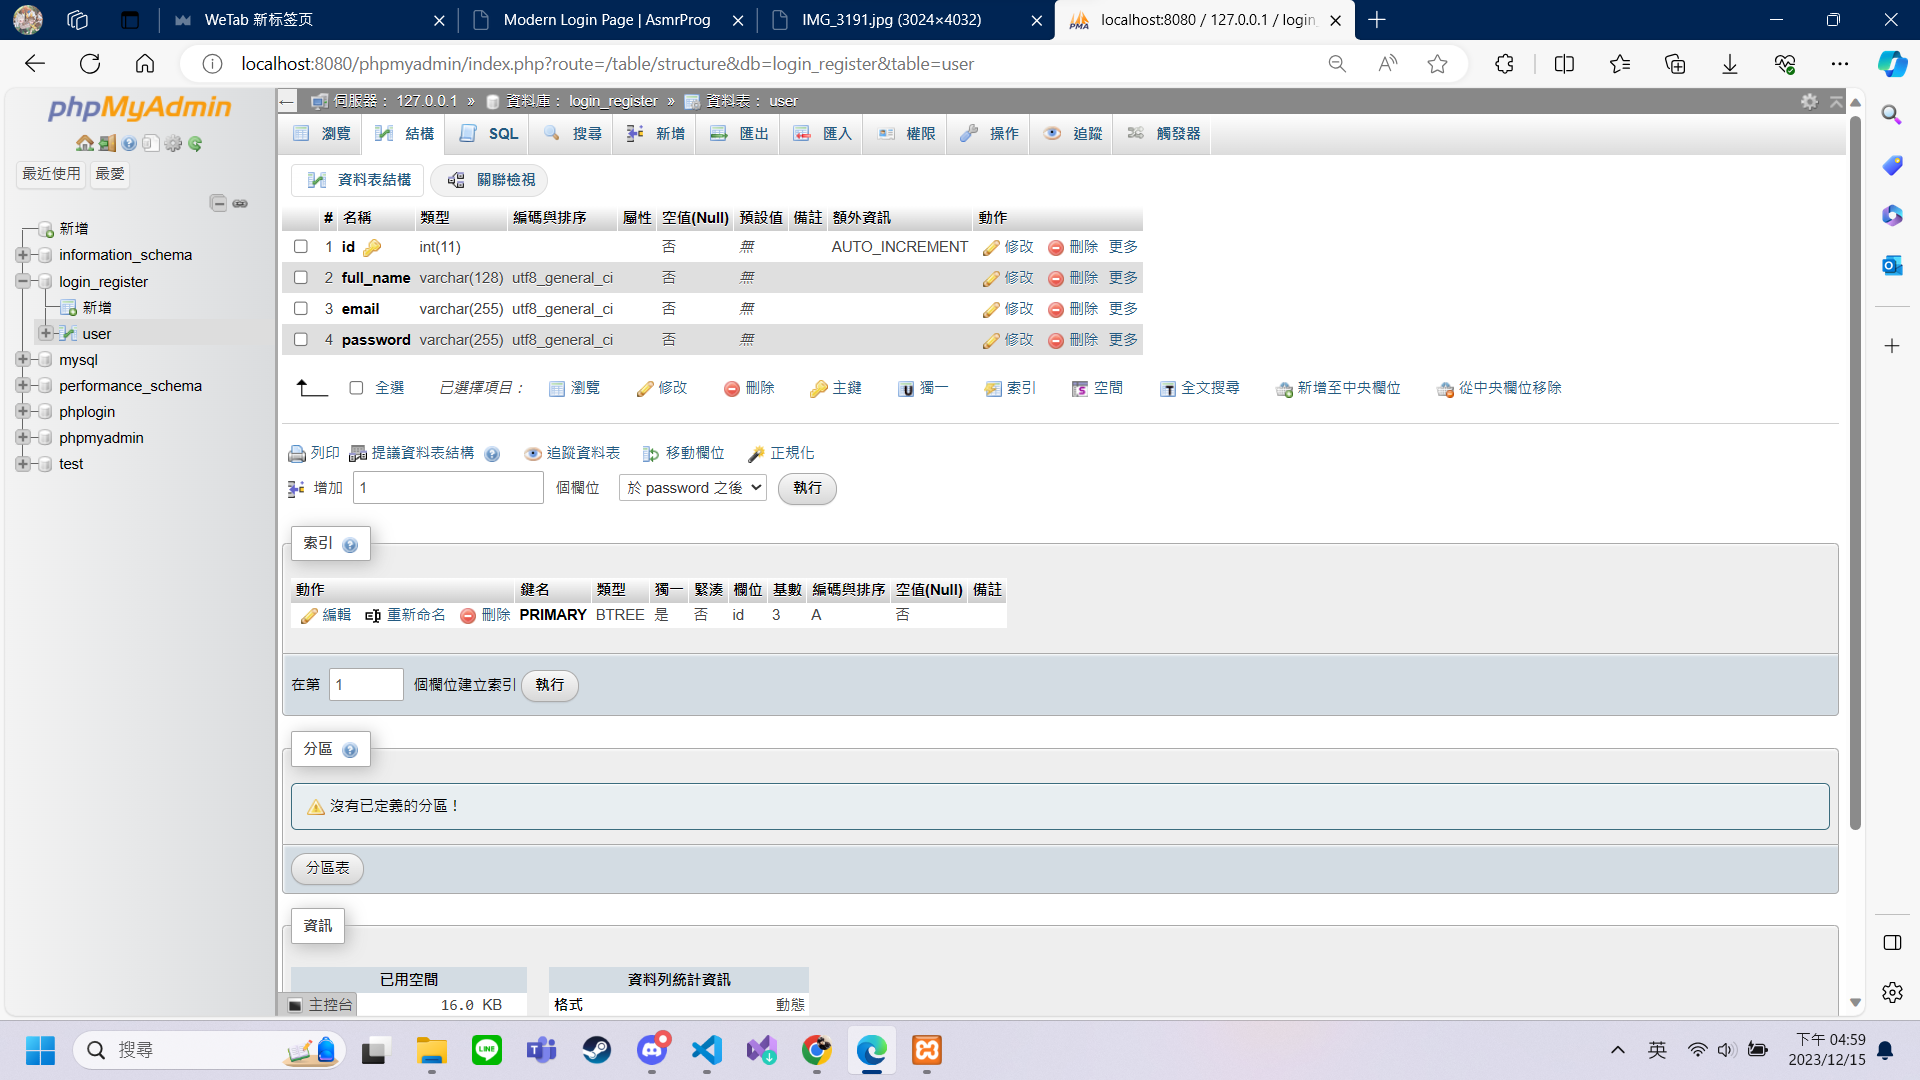 WeTab 新标签页
Modern Login Page | AsmrProg
IMG_3191.jpg (3024×4032)
localhost:8080 / 127.0.0.1 / login_
localhost:8080/phpmyadmin/index.php?route=/table/structure&db=login_register&table=user
phpMyAdmin
最近使用 最愛
新增
information_schema
login_register
新增
user
mysql
performance_schema
phplogin
phpmyadmin
test
伺服器： 127.0.0.1 » 資料庫： login_register » 資料表： user
瀏覽 結構 SQL 搜尋 新增 匯出 匯入 權限 操作 追蹤 觸發器
資料表結構 關聯檢視
# 名稱 類型 編碼與排序 屬性 空值(Null) 預設值 備註 額外資訊 動作
1 id int(11) 否 無 AUTO_INCREMENT 修改 刪除 更多
2 full_name varchar(128) utf8_general_ci 否 無 修改 刪除 更多
3 email varchar(255) utf8_general_ci 否 無 修改 刪除 更多
4 password varchar(255) utf8_general_ci 否 無 修改 刪除 更多
全選 已選擇項目： 瀏覽 修改 刪除 主鍵 獨一 索引 空間 全文搜尋 新增至中央欄位 從中央欄位移除
列印 提議資料表結構 追蹤資料表 移動欄位 正規化
增加 1 個欄位 於 password 之後 執行
索引
動作 鍵名 類型 獨一 緊湊 欄位 基數 編碼與排序 空值(Null) 備註
編輯 重新命名 刪除 PRIMARY BTREE 是 否 id 3 A 否
在第 1 個欄位建立索引 執行
分區
沒有已定義的分區！
分區表
資訊
已用空間 資料列統計資訊
主控台 16.0 KB 格式 動態
搜尋
英
下午 04:59
2023/12/15